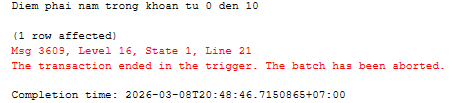 Diem phai nam trong khoan tu 0 den 10
(1 row affected)
Msg 3609, Level 16, State 1, Line 21
The transaction ended in the trigger. The batch has been aborted.
Completion time: 2026-03-08T20:48:46.7150865+07:00